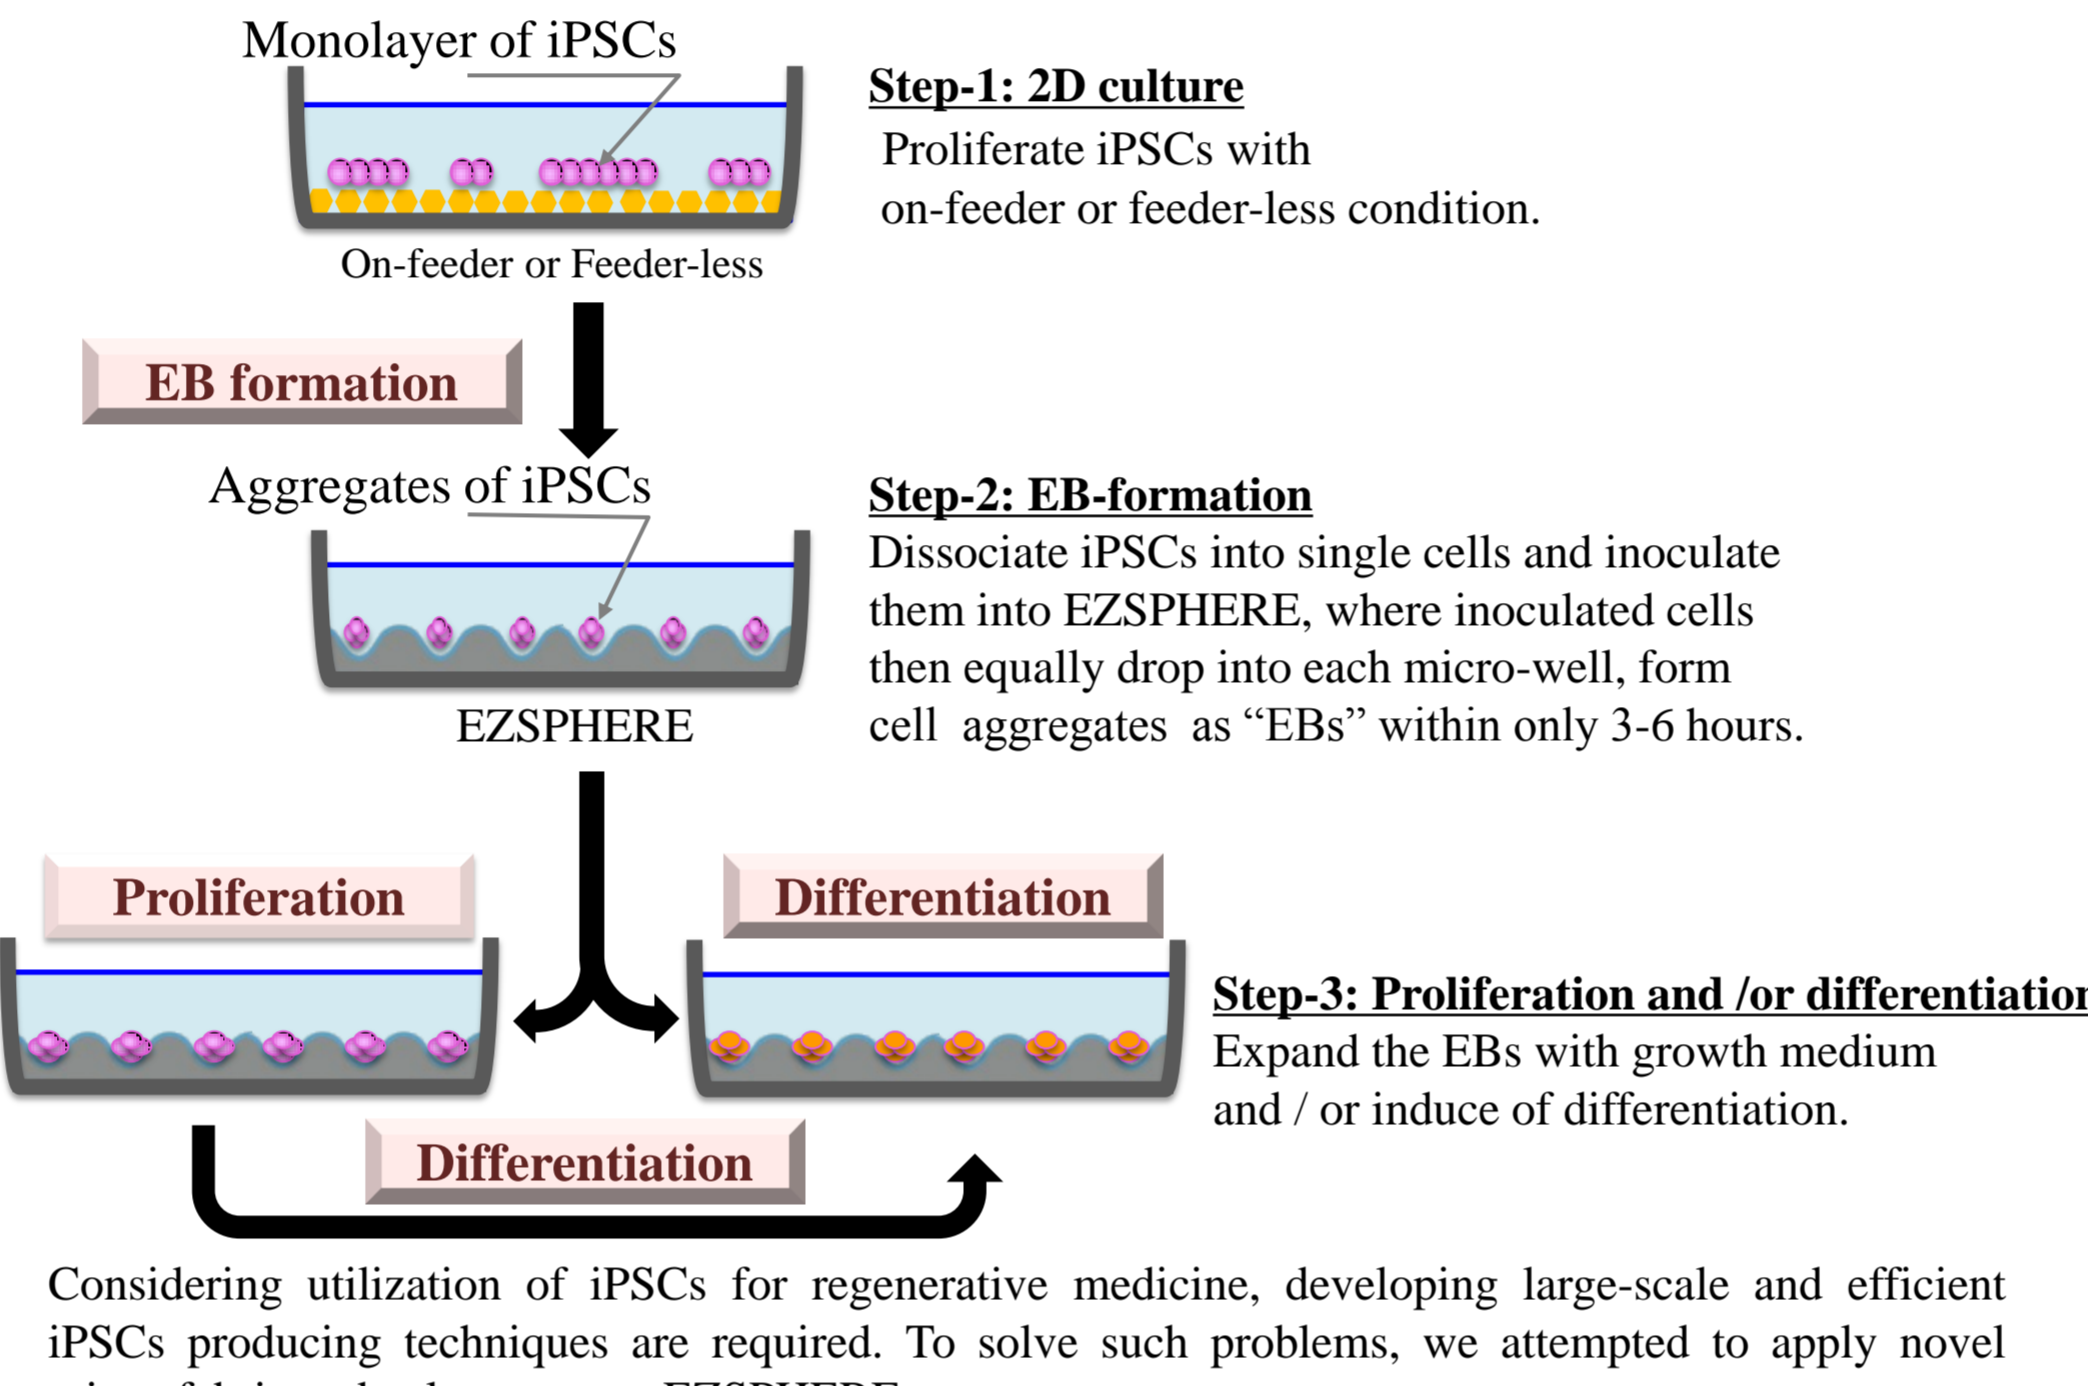 Monolayer of iPSCs
Step-1: 2D culture
Proliferate iPSCs with
on-feeder or feeder-less condition.
On-feeder or Feeder-less
EB formation
Aggregates of iPSCs
Step-2: EB-formation
Dissociate iPSCs into single cells and inoculate
them into EZSPHERE, where inoculated cells
then equally drop into each micro-well, form
cell aggregates as “EBs” within only 3-6 hours.
EZSPHERE
Proliferation
Differentiation
Step-3: Proliferation and /or differentiation
Expand the EBs with growth medium
and / or induce of differentiation.
Differentiation
Considering utilization of iPSCs for regenerative medicine, developing large-scale and efficient
iPSCs producing techniques are required. To solve such problems, we attempted to apply novel
EZSPHERE